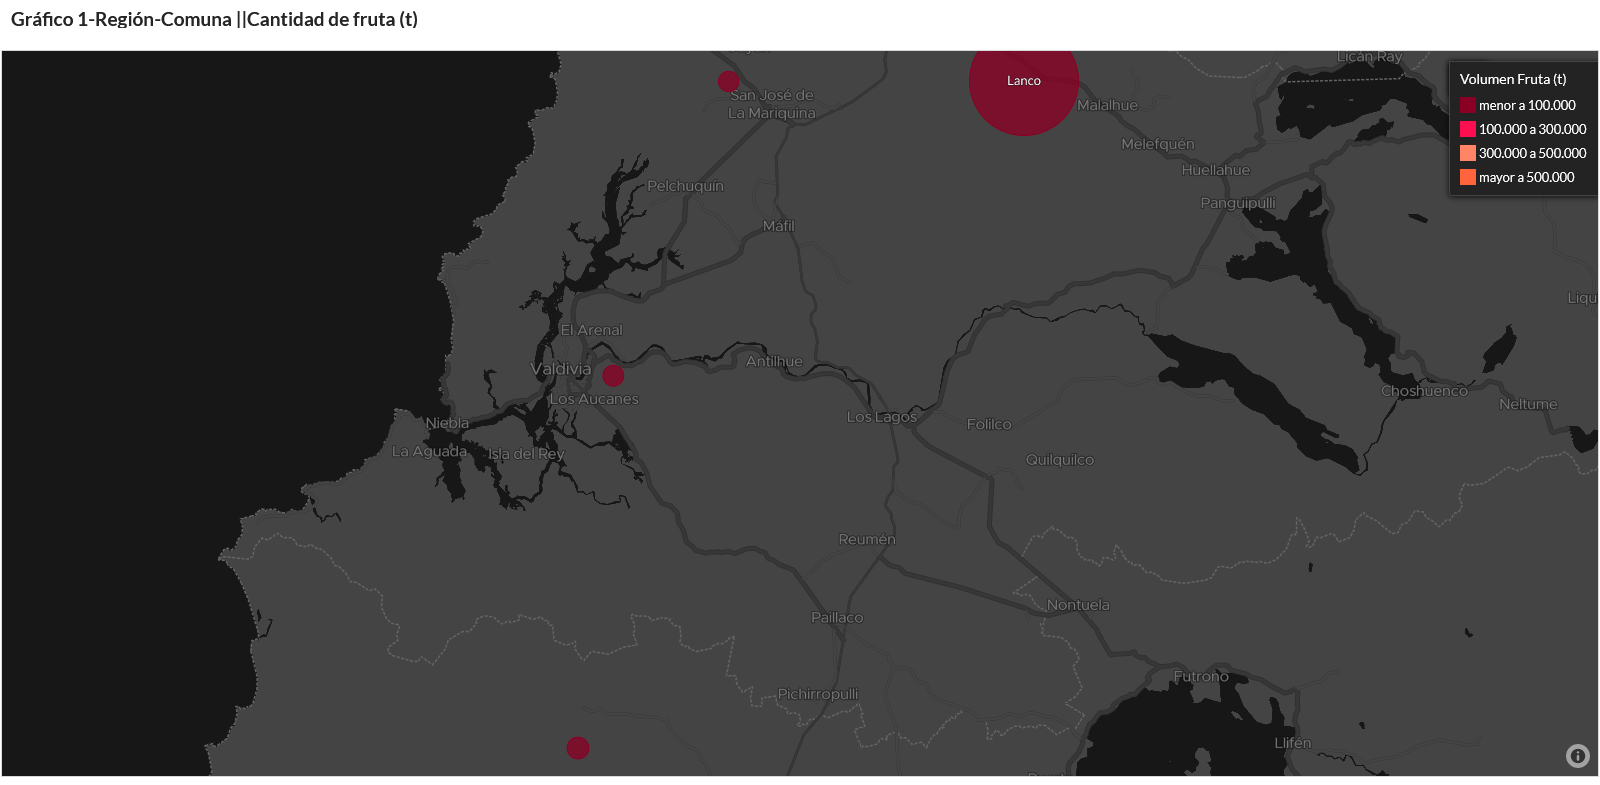 Gráfico 1-Región-Comuna ||Cantidad de fruta (t)
Licán Ray
Volumen Fruta (t)
menor a 100.000
100.000 a 300.000
300.000 a 500.000
mayor a 500.000
Lanco
San José de
La Mariquina
Malalhue
Melefquén
Huellahue
Pelchuquín
Panguipulli
Máfil
Liqu
El Arenal
Valdivia
Antilhue
Los Aucanes
Choshuenco
Neltume
Niebla
Los Lagos
Folilco
La Aguada
Isla del Rey
Quilquilco
Reumén
Nontuela
Paillaco
Futrono
Pichirropulli
Llifén